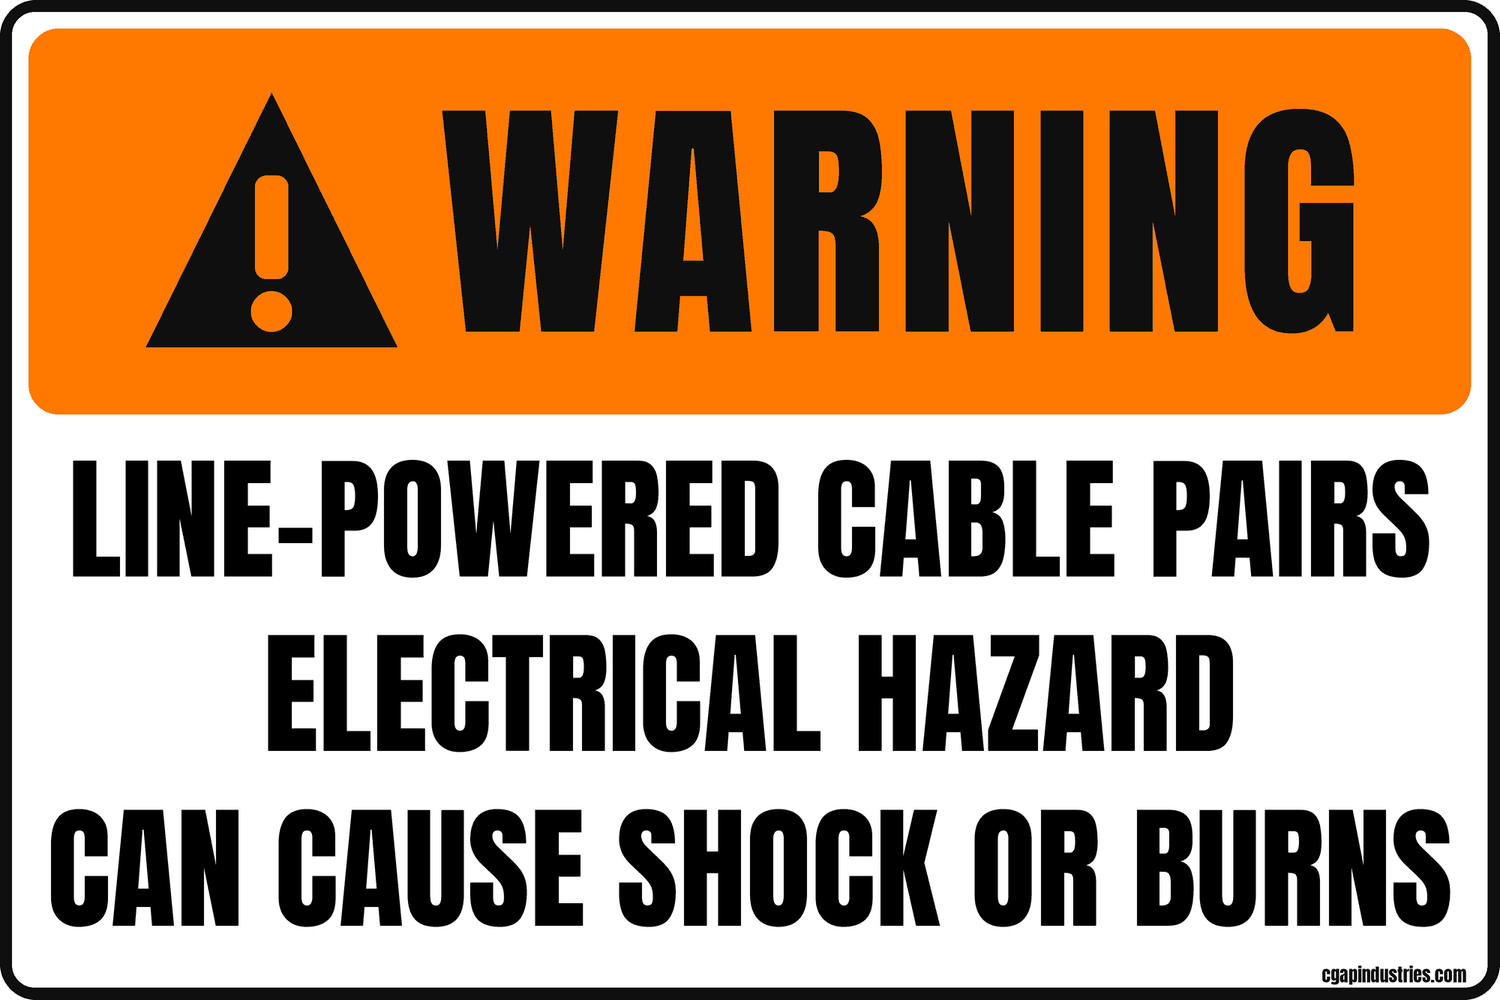 WARNING
LINE-POWERED CABLE PAIRS
ELECTRICAL HAZARD
CAN CAUSE SHOCK OR BURNS
cgapindustries.com